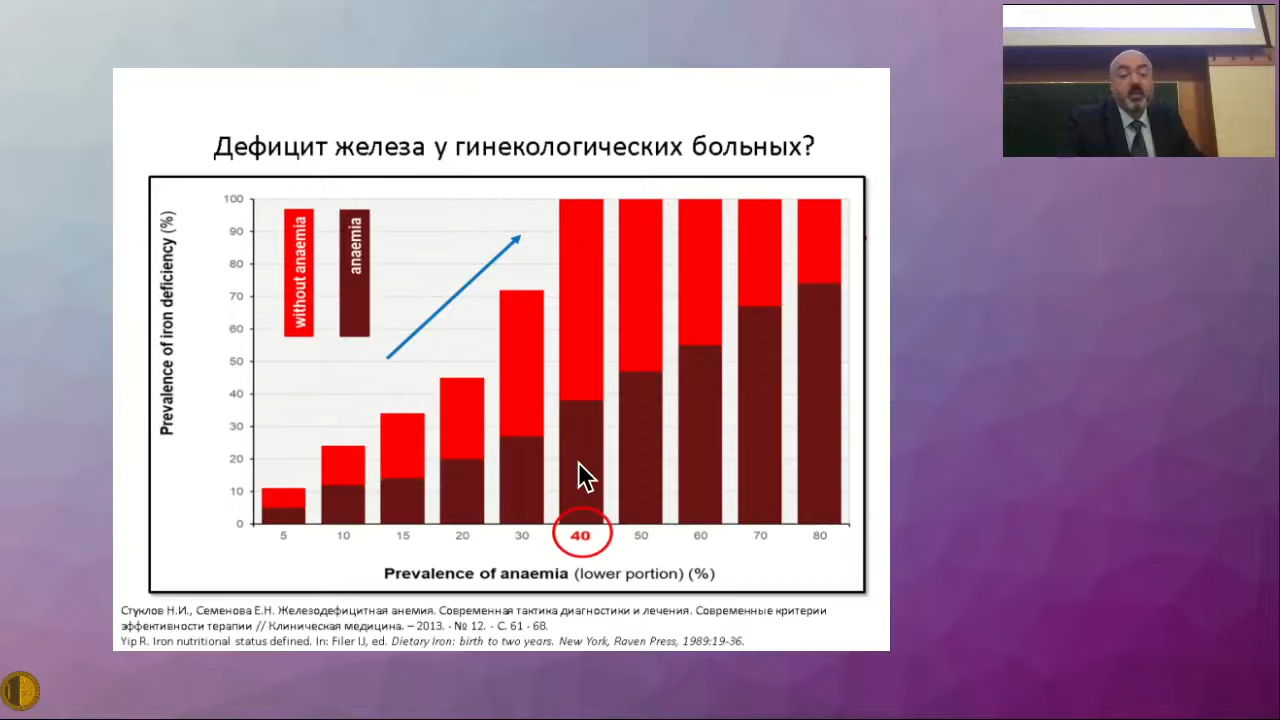 Дефицит железа у гинекологических больных?
Prevalence of iron deficiency (%)
100
90
80
70
60
50
40
30
20
10
0
without anaemia
anaemia
5 10 15 20 30 40 50 60 70 80
Prevalence of anaemia (lower portion) (%)
Стуклов Н.И., Семенова Е.Н. Железодефицитная анемия. Современная тактика диагностики и лечения. Современные критерии
эффективности терапии // Клиническая медицина. – 2013. - № 12. - С. 61 - 68.
Yip R. Iron nutritional status defined. In: Filer IJ, ed. Dietary Iron: birth to two years. New York, Raven Press, 1989:19-36.